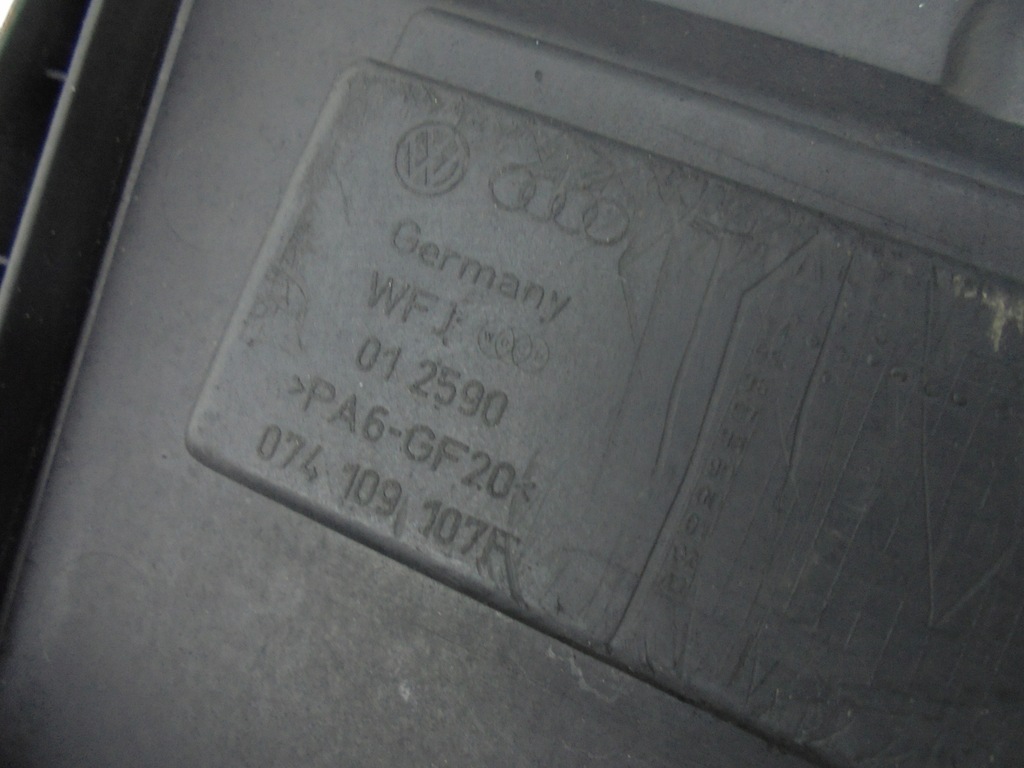 Germany
WFJ
01 2590
>PA6-GF20<
074 109 107F